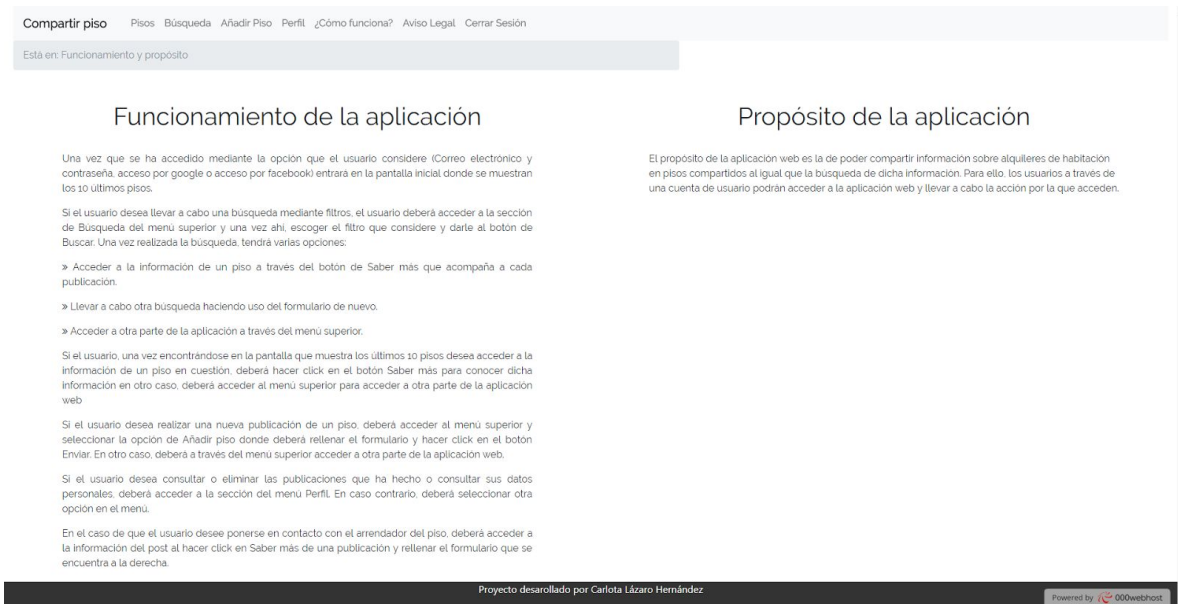 Compartir piso Pisos Búsqueda Añadir Piso Perfil ¿Cómo funciona? Aviso Legal Cerrar Sesión
Está en: Funcionamiento y propósito
Funcionamiento de la aplicación
Una vez que se ha accedido mediante la opción que el usuario considere (Correo electrónico y
contraseña, acceso por google o acceso por facebook) entrará en la pantalla inicial donde se muestran
los 10 últimos pisos.
Si el usuario desea llevar a cabo una búsqueda mediante filtros, el usuario deberá acceder a la sección
de Búsqueda del menú superior y una vez ahí, escoger el filtro que considere y darle al botón de
Buscar. Una vez realizada la búsqueda, tendrá varias opciones:
» Acceder a la información de un piso a través del botón de Saber más que acompaña a cada
publicación.
» Llevar a cabo otra búsqueda haciendo uso del formulario de nuevo.
» Acceder a otra parte de la aplicación a través del menú superior.
Si el usuario, una vez encontrándose en la pantalla que muestra los últimos 10 pisos desea acceder a la
información de un piso en cuestión, deberá hacer click en el botón Saber más para conocer dicha
información en otro caso, deberá acceder al menú superior para acceder a otra parte de la aplicación
web
Si el usuario desea realizar una nueva publicación de un piso, deberá acceder al menú superior y
seleccionar la opción de Añadir piso donde deberá rellenar el formulario y hacer click en el botón
Enviar. En otro caso, deberá a través del menú superior acceder a otra parte de la aplicación web.
Si el usuario desea consultar o eliminar las publicaciones que ha hecho o consultar sus datos
personales, deberá acceder a la sección del menú Perfil. En caso contrario, deberá seleccionar otra
opción en el menú.
En el caso de que el usuario desee ponerse en contacto con el arrendador del piso, deberá acceder a
la información del post al hacer click en Saber más de una publicación y rellenar el formulario que se
encuentra a la derecha.
Propósito de la aplicación
El propósito de la aplicación web es la de poder compartir información sobre alquileres de habitación
en pisos compartidos al igual que la búsqueda de dicha información. Para ello, los usuarios a través de
una cuenta de usuario podrán acceder a la aplicación web y llevar a cabo la acción por la que acceden.
Proyecto desarollado por Carlota Lázaro Hernández
Powered by 000webhost